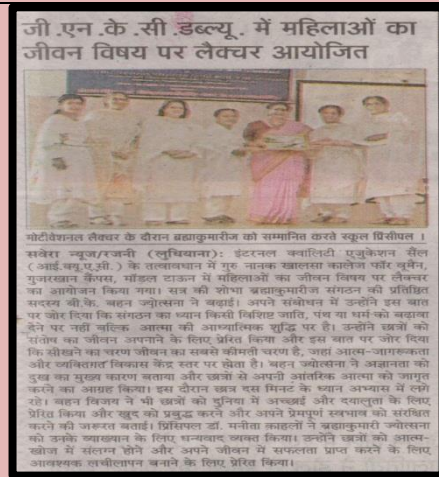 जी .एन .के .सी .डब्ल्यू . में महिलाओं का
जीवन विषय पर लैक्चर आयोजित
मोटीवेशनल लैक्चर के दौरान ब्रह्माकुमारीज को सम्मानित करते स्कूल प्रिंसीपल ।
सवेरा न्यूज/रजनी (लुधियाना): इंटरनल क्वालिटी एजुकेशन सैल
(आई.क्यू.ए.सी.) के तत्वावधान में गुरु नानक खालसा कालेज फॉर वूमेन,
गुजरखान कैंपस, मॉडल टाऊन में महिलाओं का जीवन विषय पर लैक्चर
का आयोजन किया गया। सत्र की शोभा ब्रह्माकुमारीज संगठन की प्रतिष्ठित
सदस्य बी.के. बहन ज्योत्सना ने बढ़ाई। अपने संबोधन में उन्होंने इस बात
पर जोर दिया कि संगठन का ध्यान किसी विशिष्ट जाति, पंथ या धर्म को बढ़ावा
देने पर नहीं बल्कि आत्मा की आध्यात्मिक शुद्धि पर है। उन्होंने छात्रों को
संतोष का जीवन अपनाने के लिए प्रेरित किया और इस बात पर जोर दिया
कि सीखने का चरण जीवन का सबसे कीमती चरण है, जहां आत्म-जागरूकता
और व्यक्तिगत विकास केंद्र स्तर पर होता है। बहन ज्योत्सना ने अज्ञानता को
दुख का मुख्य कारण बताया और छात्रों से अपनी आंतरिक आत्मा को जागृत
करने का आग्रह किया। इस दौरान छात्र दस मिनट के ध्यान अभ्यास में लगे
रहे। बहन विजय ने भी छात्रों को दुनिया में अच्छाई और दयालुता के लिए
प्रेरित किया और खुद को प्रबुद्ध करने और अपने प्रेमपूर्ण स्वभाव को संरक्षित
करने की जरूरत बताई। प्रिंसिपल डॉ. मनीता काहलों ने ब्रह्माकुमारी ज्योत्सना
को उनके व्याख्यान के लिए धन्यवाद व्यक्त किया। उन्होंने छात्रों को आत्म-
खोज में संलग्न होने और अपने जीवन में सफलता प्राप्त करने के लिए
आवश्यक लचीलापन बनाने के लिए प्रेरित किया।